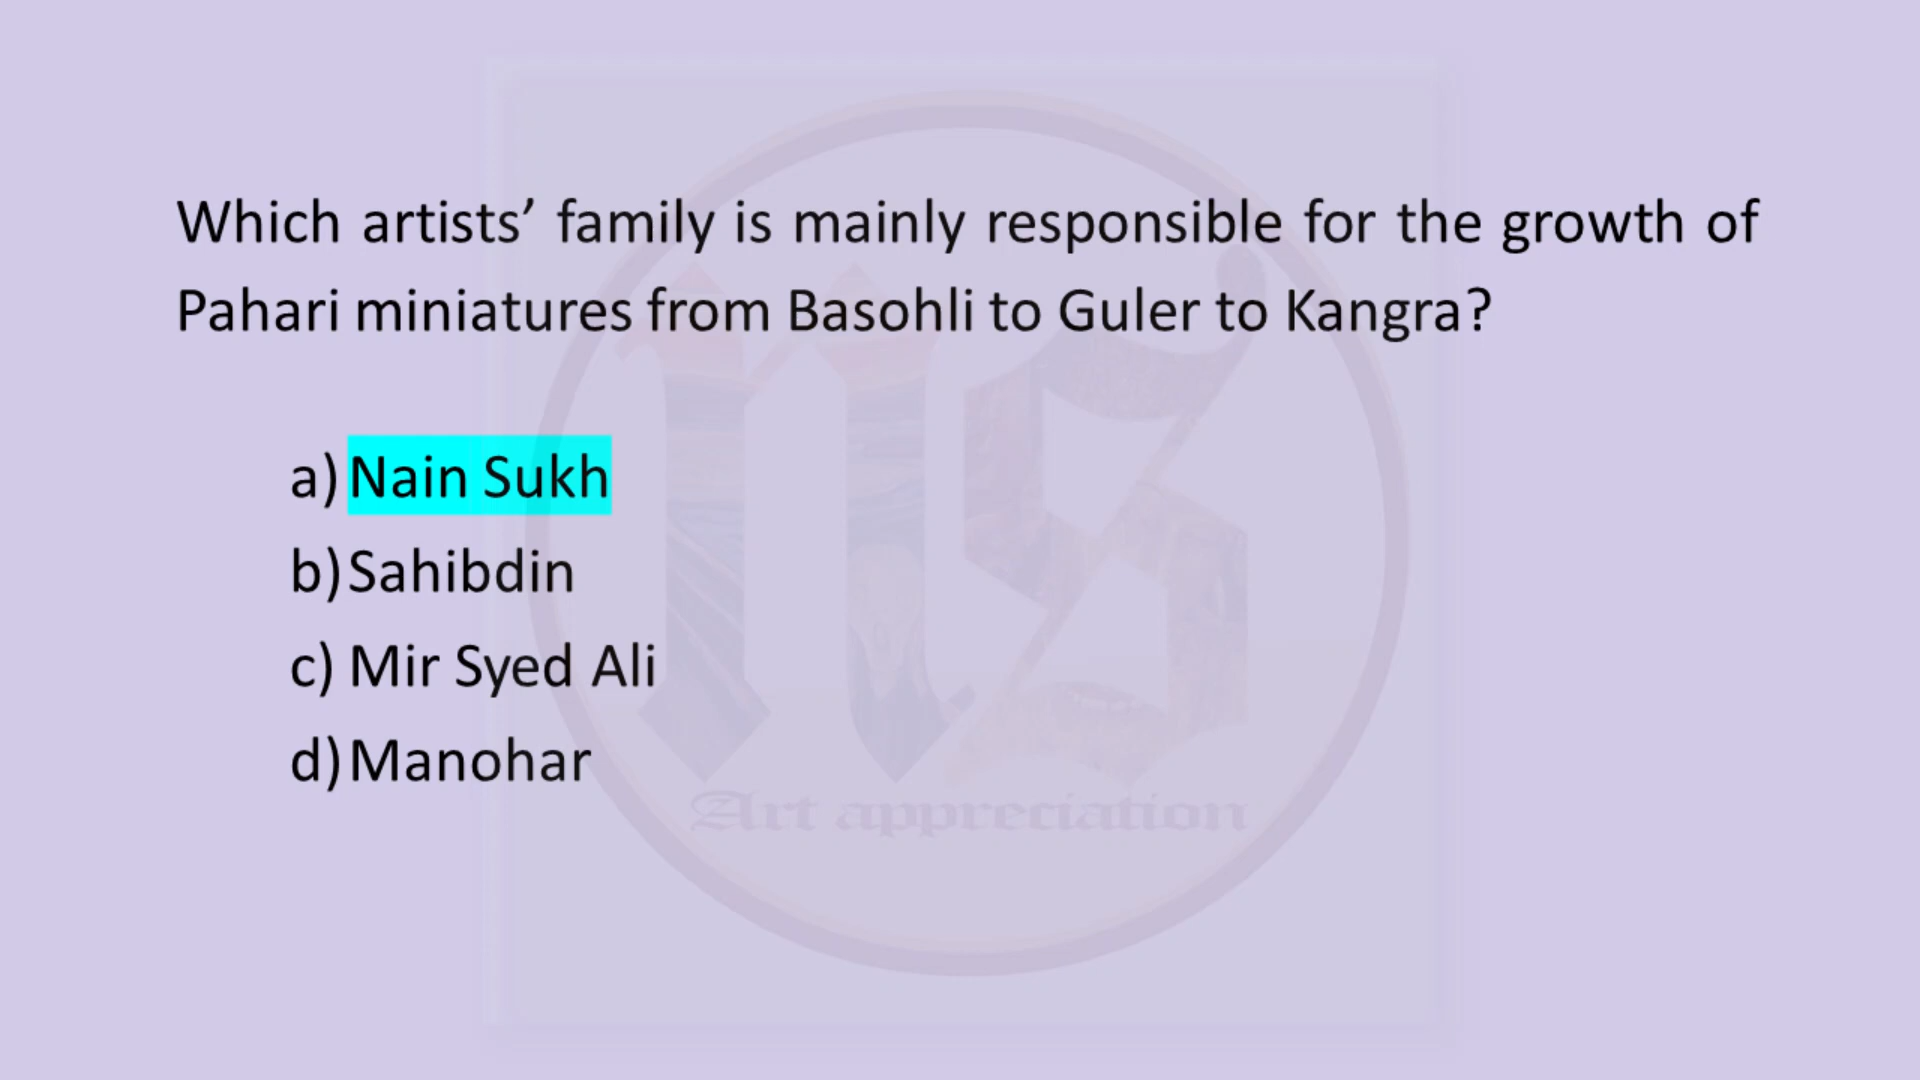 Which artists’ family is mainly responsible for the growth of
Pahari miniatures from Basohli to Guler to Kangra?
a) Nain Sukh
b) Sahibdin
c) Mir Syed Ali
d) Manohar
ns
Art appreciation